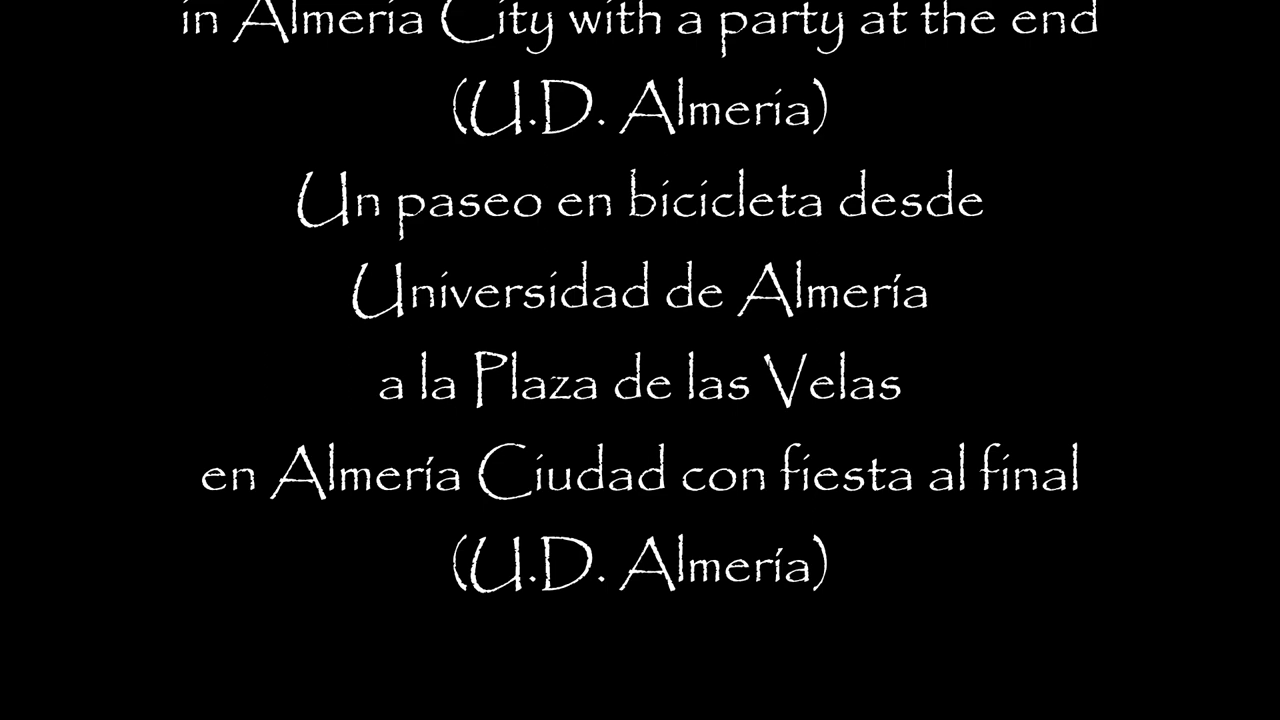 in Almeria City with a party at the end
(U.D. Almeria)
Un paseo en bicicleta desde
Universidad de Almería
a la Plaza de las Velas
en Almería Ciudad con fiesta al final
(U.D. Almería)